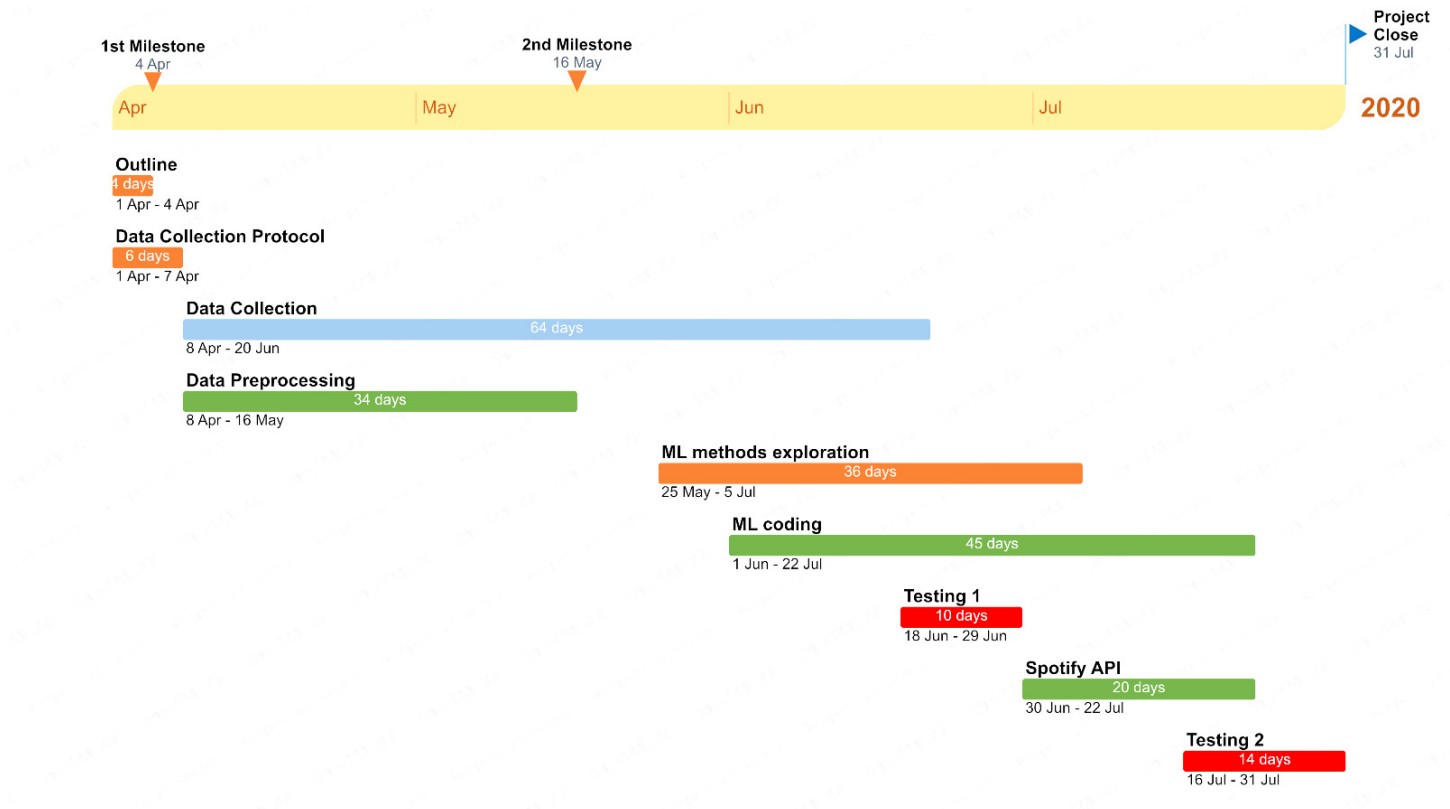 1st Milestone
4 Apr
2nd Milestone
16 May
Project
Close
31 Jul
Apr
May
Jun
Jul
2020
Outline
4 days
1 Apr - 4 Apr
Data Collection Protocol
6 days
1 Apr - 7 Apr
Data Collection
64 days
8 Apr - 20 Jun
Data Preprocessing
34 days
8 Apr - 16 May
ML methods exploration
36 days
25 May - 5 Jul
ML coding
45 days
1 Jun - 22 Jul
Testing 1
10 days
18 Jun - 29 Jun
Spotify API
20 days
30 Jun - 22 Jul
Testing 2
14 days
16 Jul - 31 Jul